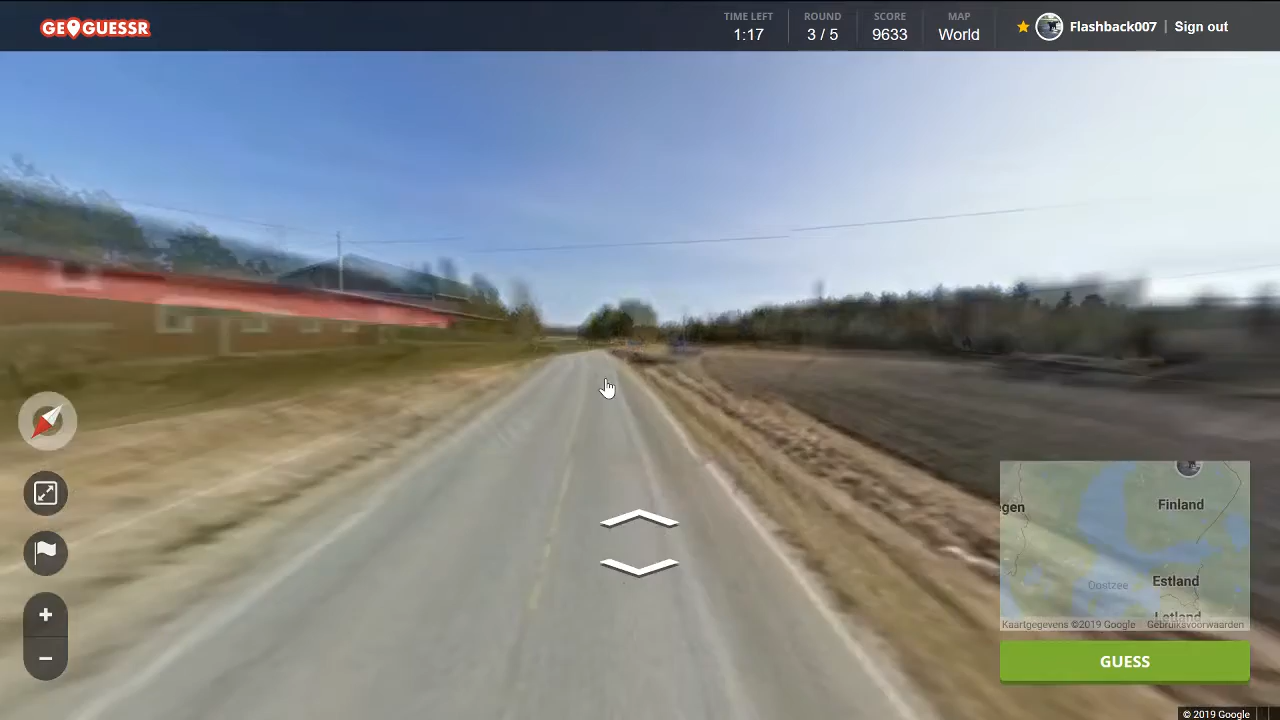 GEOGUESSR
TIME LEFT
1:17
ROUND
3 / 5
SCORE
9633
MAP
World
Flashback007 | Sign out
gen
Finland
Oostzee
Estland
Letland
Kaartgegevens ©2019 Google
Gebruiksvoorwaarden
GUESS
© 2019 Google